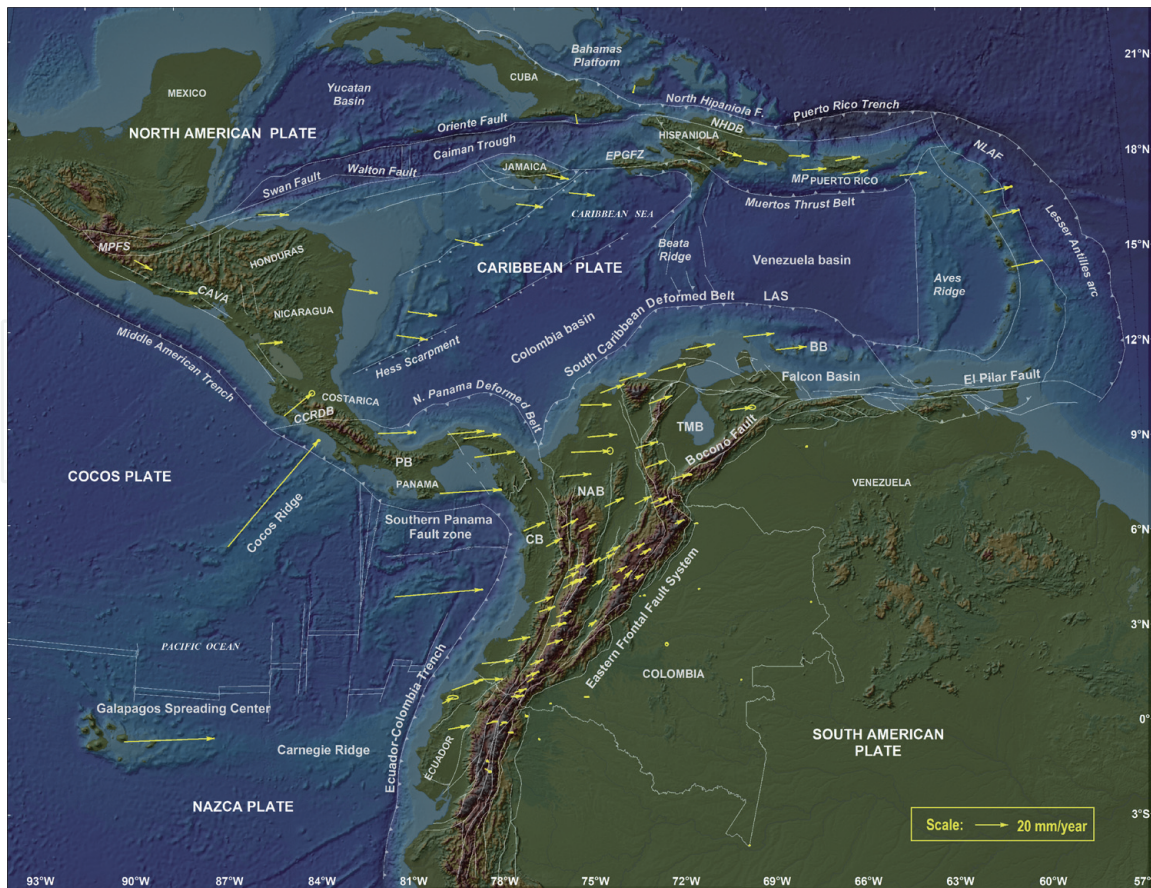 21°N
Bahamas
Platform
CUBA
MEXICO
Yucatan
Basin
North Hipaniola F.
Puerto Rico Trench
NORTH AMERICAN PLATE
Oriente Fault
NHDB
HISPANIOLA
Caiman Trough
EPGFZ
NLAF
18°N
JAMAICA
Walton Fault
Swan Fault
MP
PUERTO RICO
Muertos Thrust Belt
CARIBBEAN SEA
Lesser Antilles arc
MPFS
HONDURAS
Beata
Ridge
15°N
CARIBBEAN PLATE
Venezuela basin
CAVA
Aves
Ridge
NICARAGUA
South Caribbean Deformed Belt
LAS
Middle American Trench
Colombia basin
Hess Scarpment
BB
12°N
Falcon Basin
El Pilar Fault
COSTARICA
N. Panama Deformed
Belt
CCRDB
TMB
Boconó Fault
9°N
PB
COCOS PLATE
PANAMA
NAB
VENEZUELA
Cocos Ridge
Southern Panama
Fault zone
CB
6°N
Eastern Frontal Fault System
3°N
PACIFIC OCEAN
COLOMBIA
Galapagos Spreading Center
Ecuador-Colombia-Trench
0°
SOUTH AMERICAN
PLATE
Carnegie Ridge
ECUADOR
NAZCA PLATE
3°S
Scale: 20 mm/year
93°W 90°W 87°W 84°W 81°W 78°W 75°W 72°W 69°W 66°W 63°W 60°W 57°